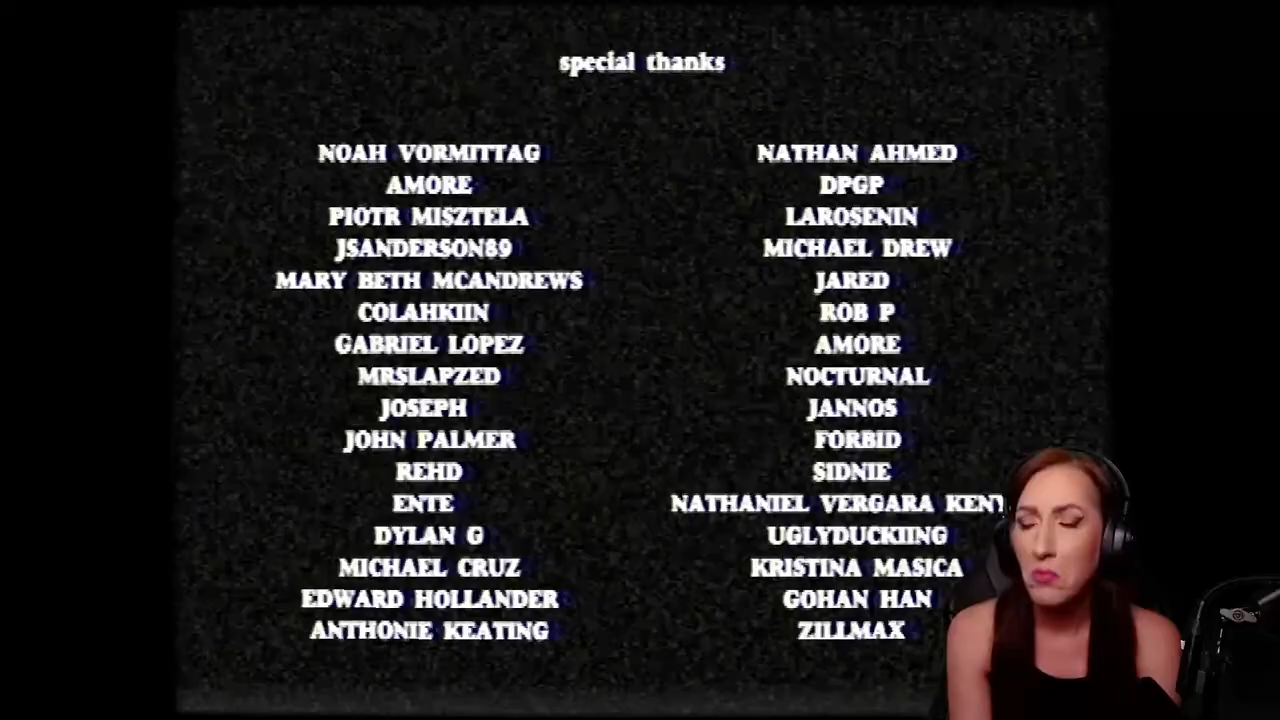 special thanks
NOAH VORMITTAG
AMORE
PIOTR MISZTELA
JSANDERSON89
MARY BETH MCANDREWS
COLAHKIIN
GABRIEL LOPEZ
MRSLAPZED
JOSEPH
JOHN PALMER
REHD
ENTE
DYLAN G
MICHAEL CRUZ
EDWARD HOLLANDER
ANTHONIE KEATING
NATHAN AHMED
DPGP
LAROSENIN
MICHAEL DREW
JARED
ROB P
AMORE
NOCTURNAL
JANNOS
FORBID
SIDNIE
NATHANIEL VERGARA
UGLYDUCKIING
KRISTINA MASICA
GOHAN HAN
ZILLMAX